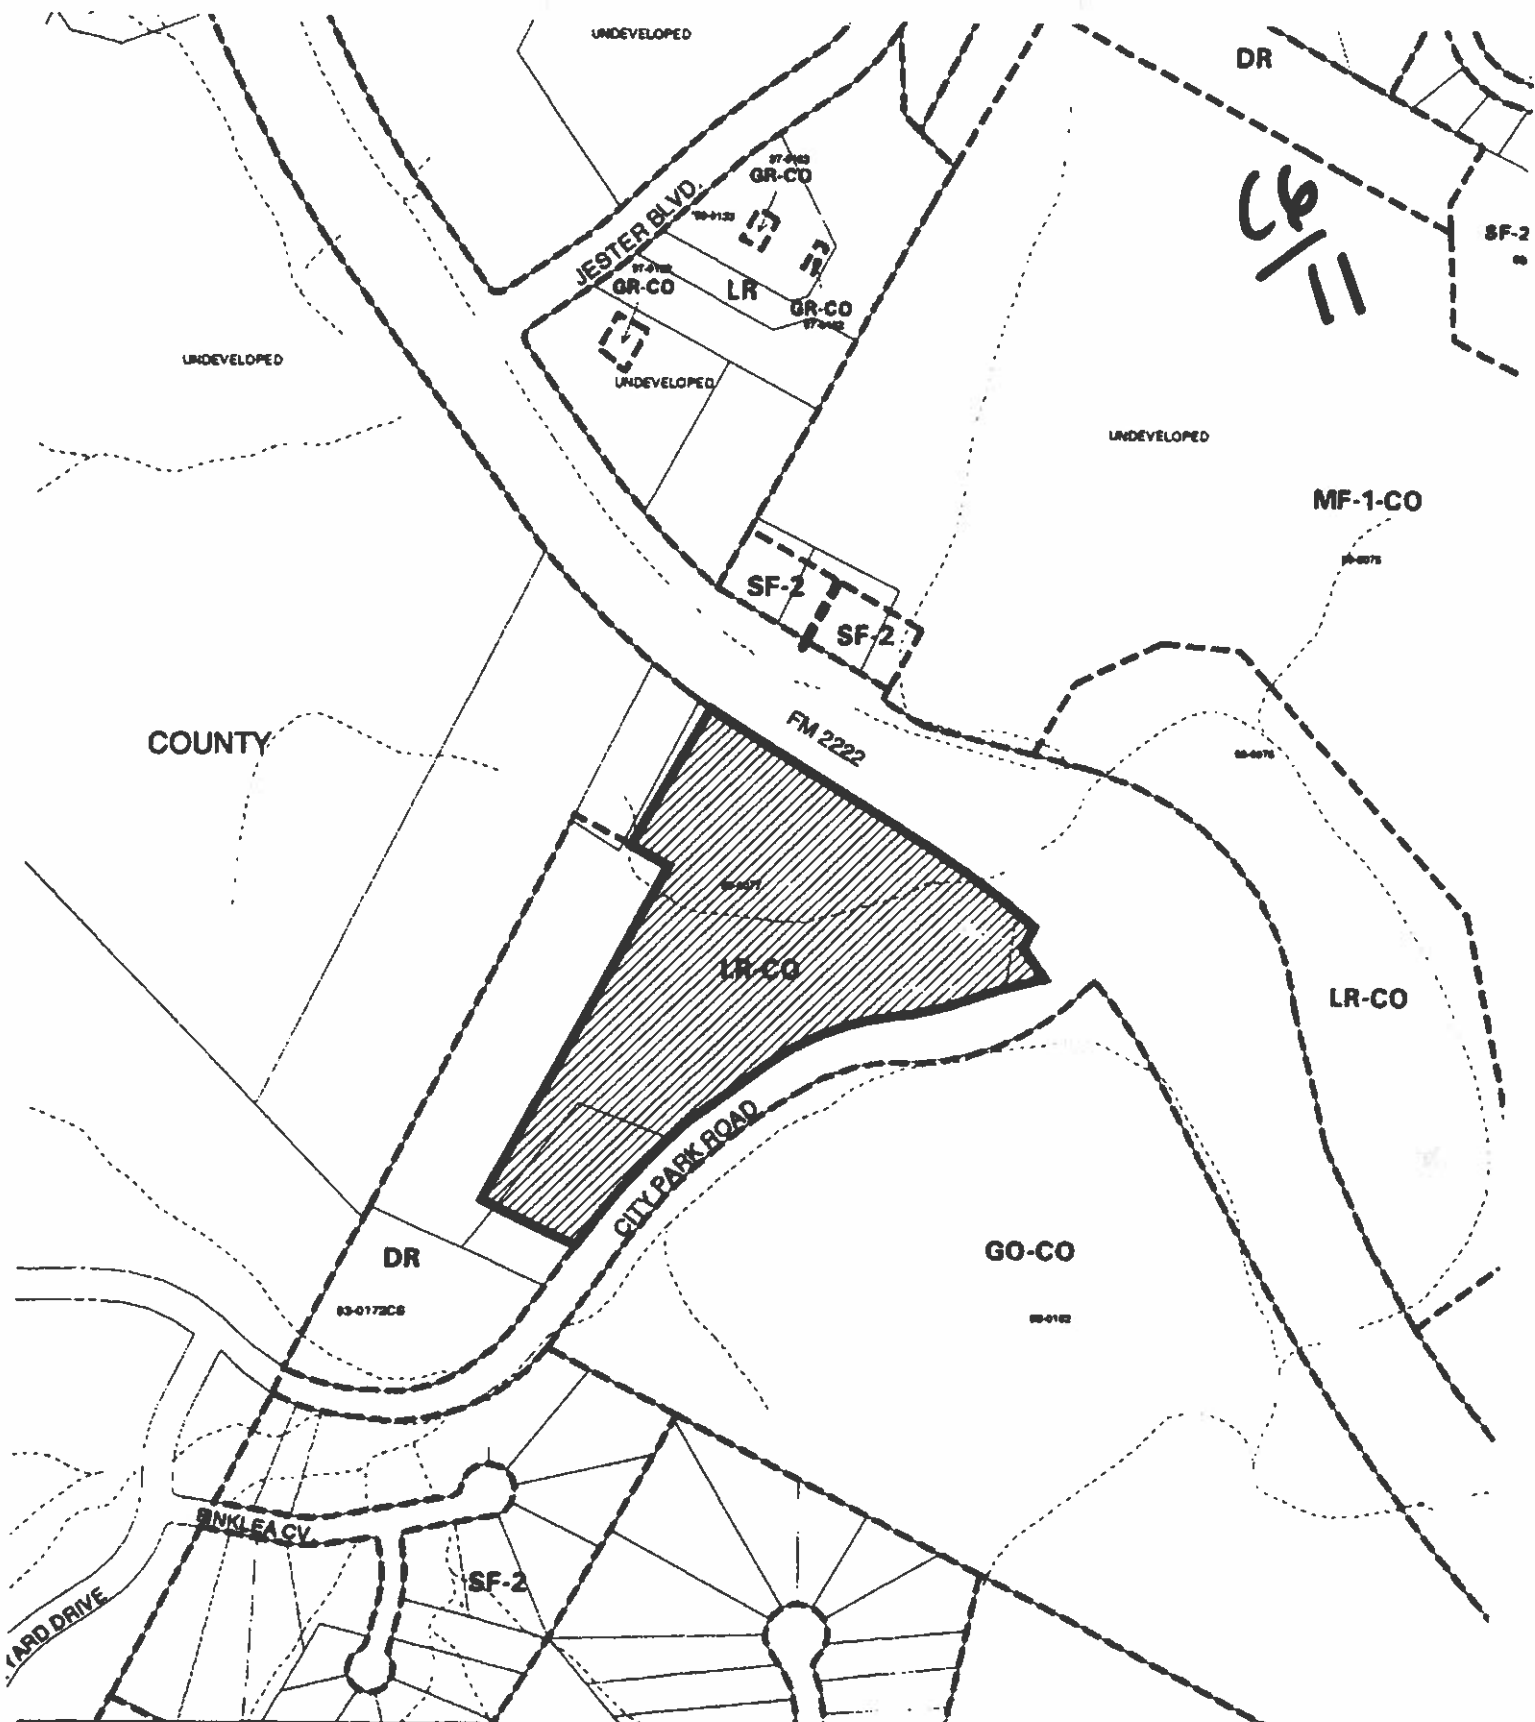 UNDEVELOPED
DR
C6/11
GR-CO
JESTER BLVD.
SF-2
GR-CO
LR
GR-CO
UNDEVELOPED
UNDEVELOPED
UNDEVELOPED
MF-1-CO
SF-2
SF-2
FM 2222
COUNTY
LR-CO
LR-CO
CITY PARK ROAD
GO-CO
DR
93-0172CS
SF-2
YARD DRIVE